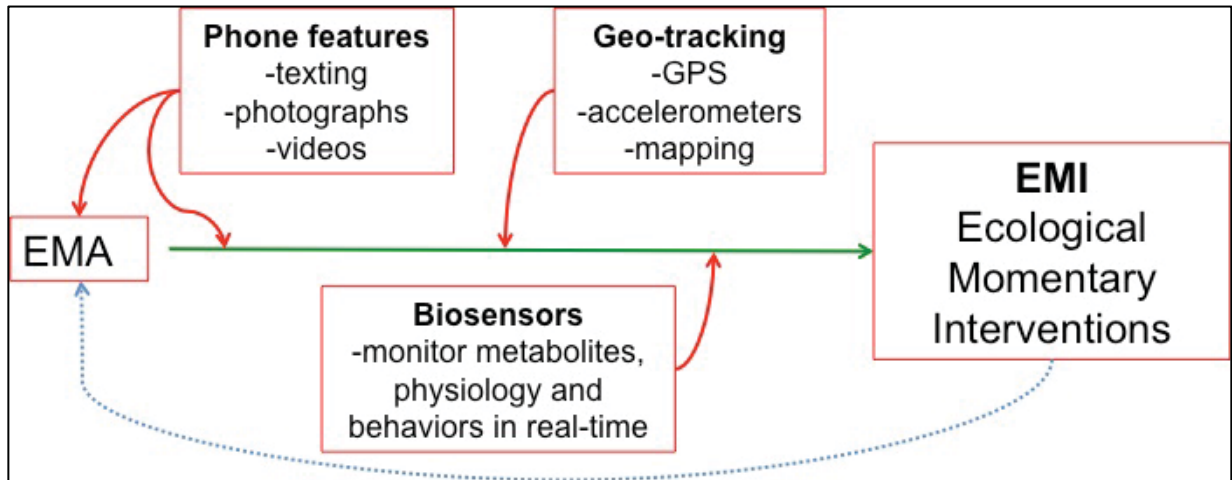 Phone features
-texting
-photographs
-videos
Geo-tracking
-GPS
-accelerometers
-mapping
EMA
EMI
Ecological
Momentary
Interventions
Biosensors
-monitor metabolites,
physiology and
behaviors in real-time